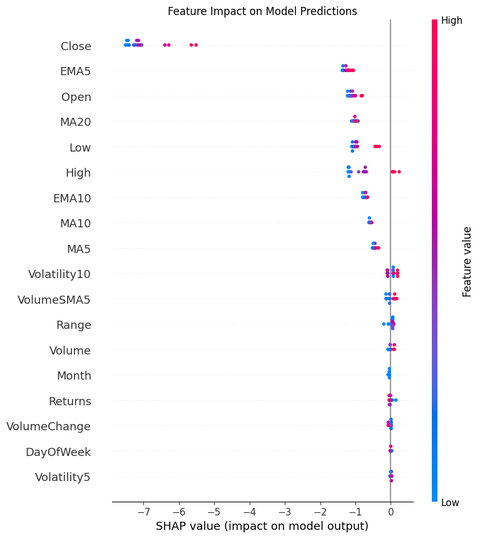 Feature Impact on Model Predictions
High
Close
EMA5
Open
MA20
Low
High
EMA10
MA10
MA5
Volatility10
VolumeSMA5
Range
Volume
Month
Returns
VolumeChange
DayOfWeek
Volatility5
Feature value
Low
−7 −6 −5 −4 −3 −2 −1 0
SHAP value (impact on model output)